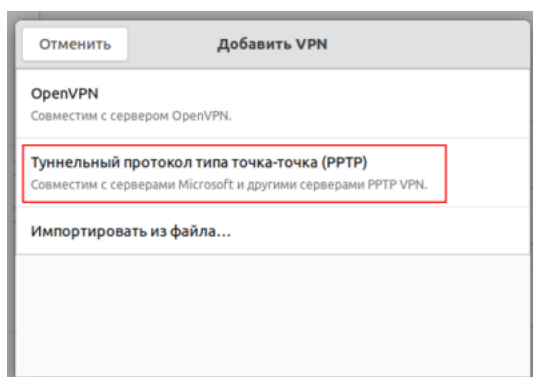 Отменить
Добавить VPN
OpenVPN
Совместим с сервером OpenVPN.
Туннельный протокол типа точка-точка (PPTP)
Совместим с серверами Microsoft и другими серверами PPTP VPN.
Импортировать из файла...